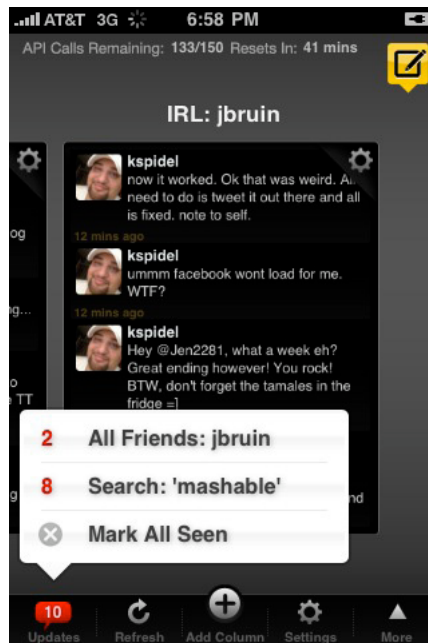 AT&T 3G 6:58 PM
API Calls Remaining: 133/150 Resets In: 41 mins
IRL: jbruin
kspidel
now it worked. Ok that was weird.
need to do is tweet it out there and all
is fixed. note to self.
og
12 mins ago
kspidel
ummm facebook wont load for me.
WTF?
g...
12 mins ago
kspidel
Hey @Jen2281, what a week eh?
Great ending however! You rock!
BTW, don't forget the tamales in the
fridge =]
o
TT
2 All Friends: jbruin
8 Search: 'mashable'
g
nd
Mark All Seen
10
Updates Refresh Add Column Settings More